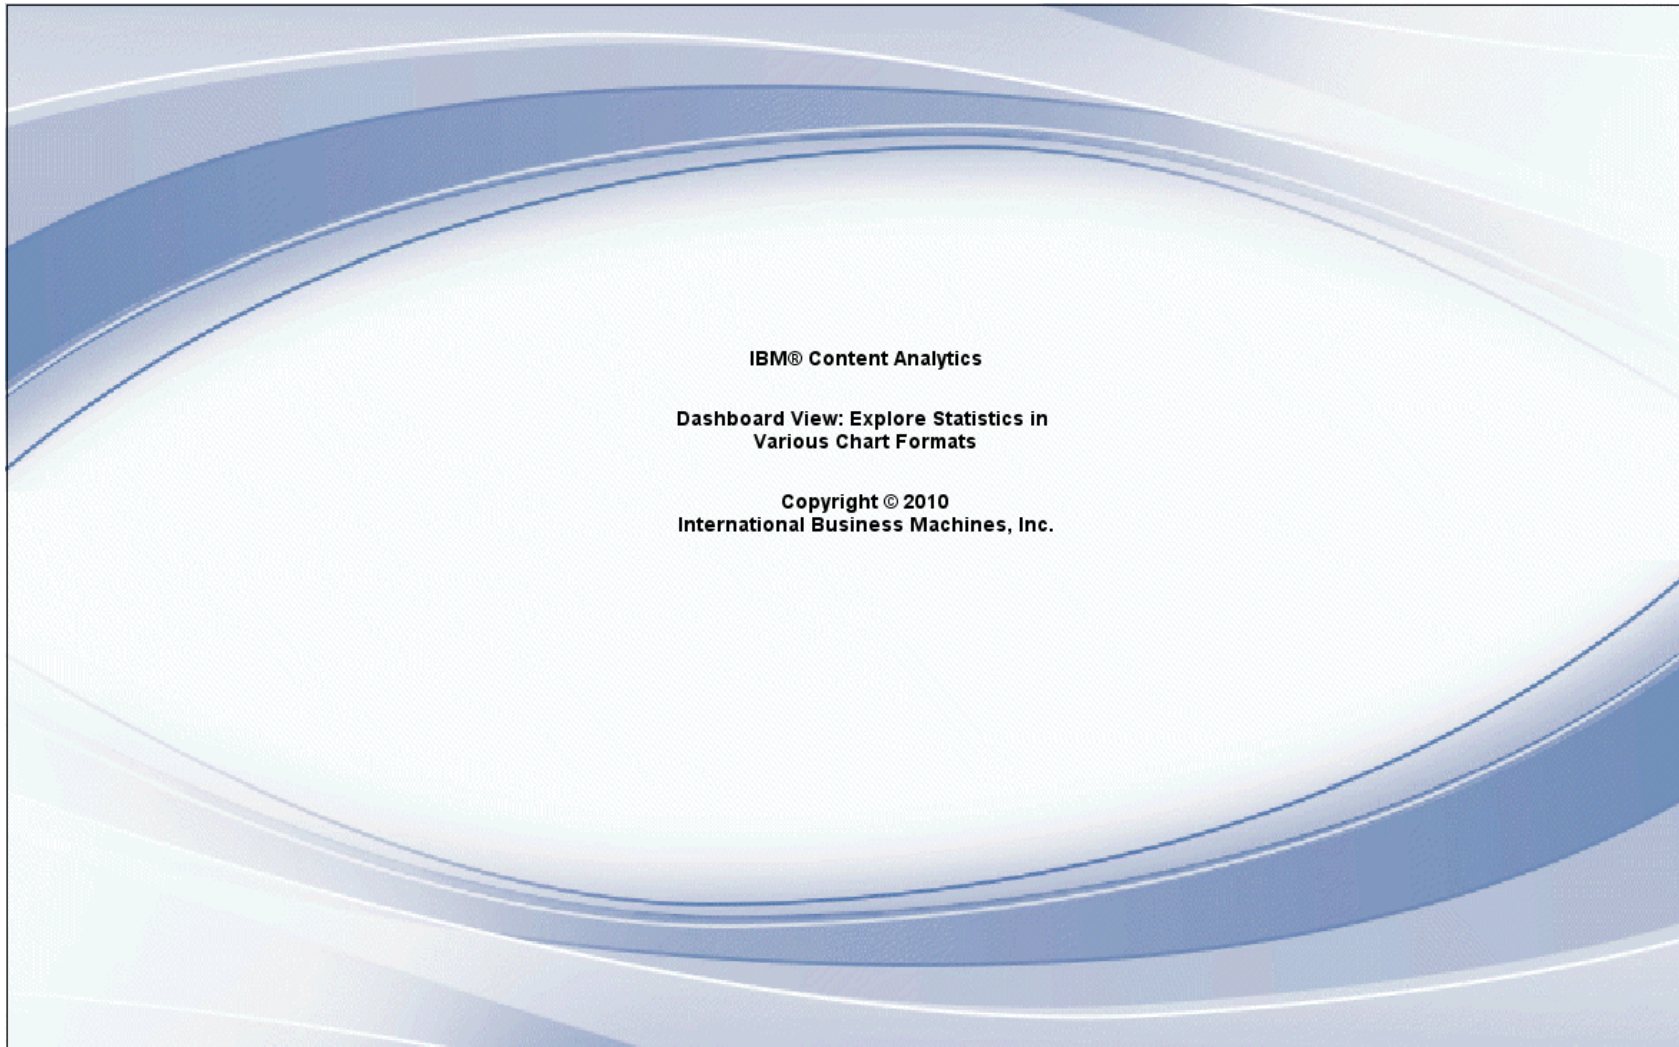 IBM® Content Analytics
Dashboard View: Explore Statistics in
Various Chart Formats
Copyright © 2010
International Business Machines, Inc.